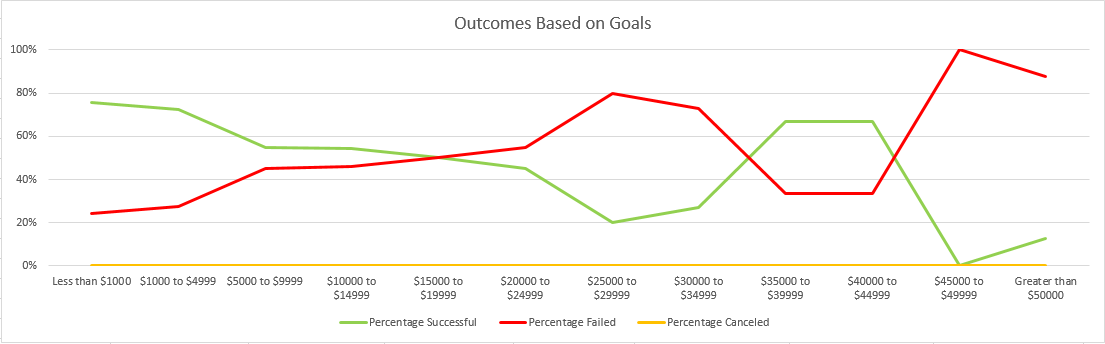 Outcomes Based on Goals
100%
80%
60%
40%
20%
0%
Less than $1000
$1000 to $4999
$5000 to $9999
$10000 to
$14999
$15000 to
$19999
$20000 to
$24999
$25000 to
$29999
$30000 to
$34999
$35000 to
$39999
$40000 to
$44999
$45000 to
$49999
Greater than
$50000
Percentage Successful
Percentage Failed
Percentage Canceled